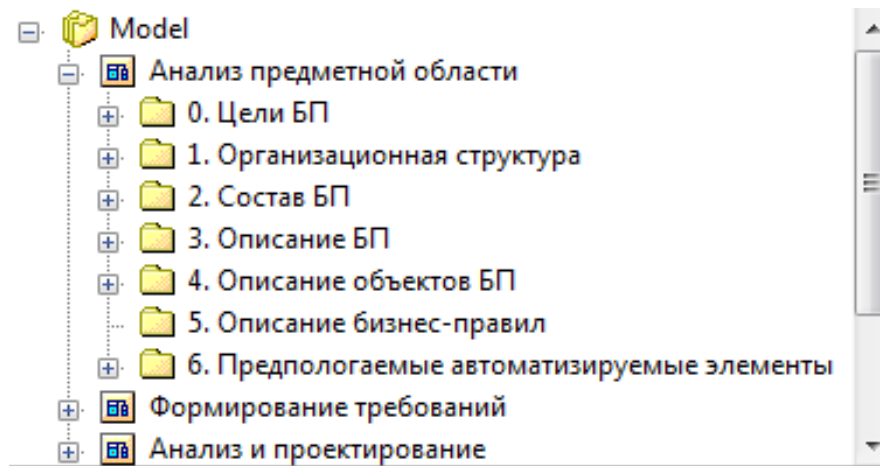 Model
Анализ предметной области
0. Цели БП
1. Организационная структура
2. Состав БП
3. Описание БП
4. Описание объектов БП
5. Описание бизнес-правил
6. Предпологаемые автоматизируемые элементы
Формирование требований
Анализ и проектирование